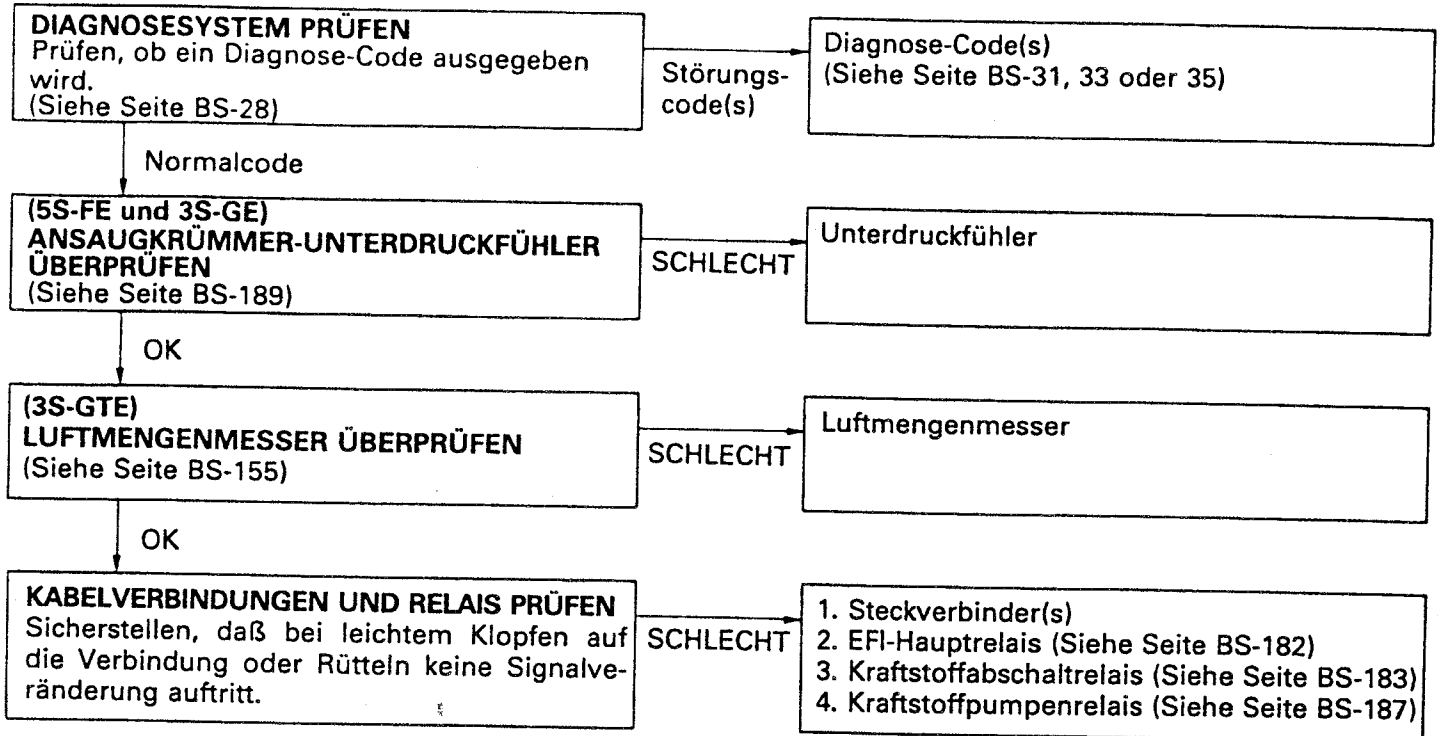 DIAGNOSESYSTEM PRÜFEN
Prüfen, ob ein Diagnose-Code ausgegeben
wird.
(Siehe Seite BS-28)
Störungs-
code(s)
Diagnose-Code(s)
(Siehe Seite BS-31, 33 oder 35)
Normalcode
(5S-FE und 3S-GE)
ANSAUGKRÜMMER-UNTERDRUCKFÜHLER
ÜBERPRÜFEN
(Siehe Seite BS-189)
SCHLECHT
Unterdruckfühler
OK
(3S-GTE)
LUFTMENGENMESSER ÜBERPRÜFEN
(Siehe Seite BS-155)
SCHLECHT
Luftmengenmesser
OK
KABELVERBINDUNGEN UND RELAIS PRÜFEN
Sicherstellen, daß bei leichtem Klopfen auf
die Verbindung oder Rütteln keine Signalve-
ränderung auftritt.
SCHLECHT
1. Steckverbinder(s)
2. EFI-Hauptrelais (Siehe Seite BS-182)
3. Kraftstoffabschaltrelais (Siehe Seite BS-183)
4. Kraftstoffpumpenrelais (Siehe Seite BS-187)